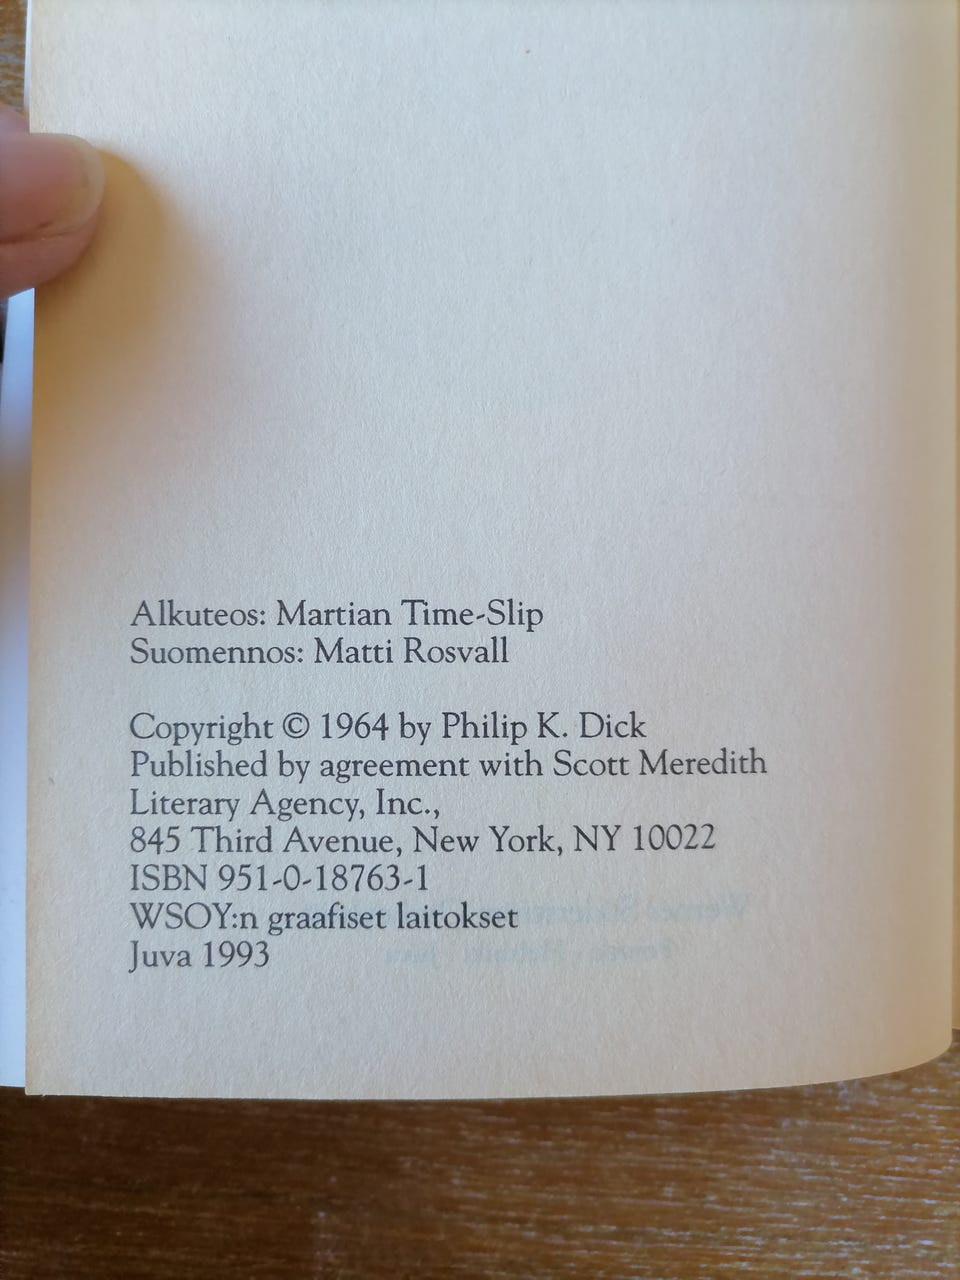 Alkuteos: Martian Time-Slip
Suomennos: Matti Rosvall
Copyright © 1964 by Philip K. Dick
Published by agreement with Scott Meredith
Literary Agency, Inc.,
845 Third Avenue, New York, NY 10022
ISBN 951-0-18763-1
WSOY:n graafiset laitokset
Juva 1993